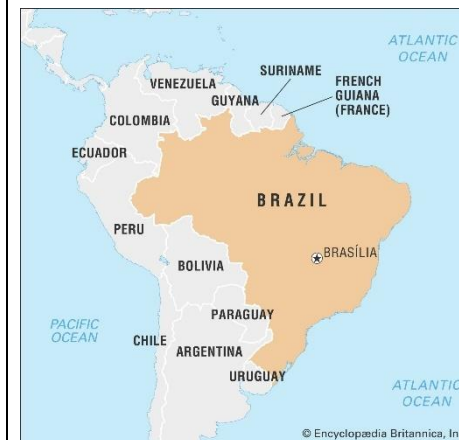 ATLANTIC
OCEAN
SURINAME
VENEZUELA
FRENCH
GUIANA
(FRANCE)
GUYANA
COLOMBIA
ECUADOR
BRAZIL
PERU
BRASÍLIA
BOLIVIA
PARAGUAY
PACIFIC
OCEAN
CHILE
ARGENTINA
URUGUAY
ATLANTIC
OCEAN
© Encyclopædia Britannica, In